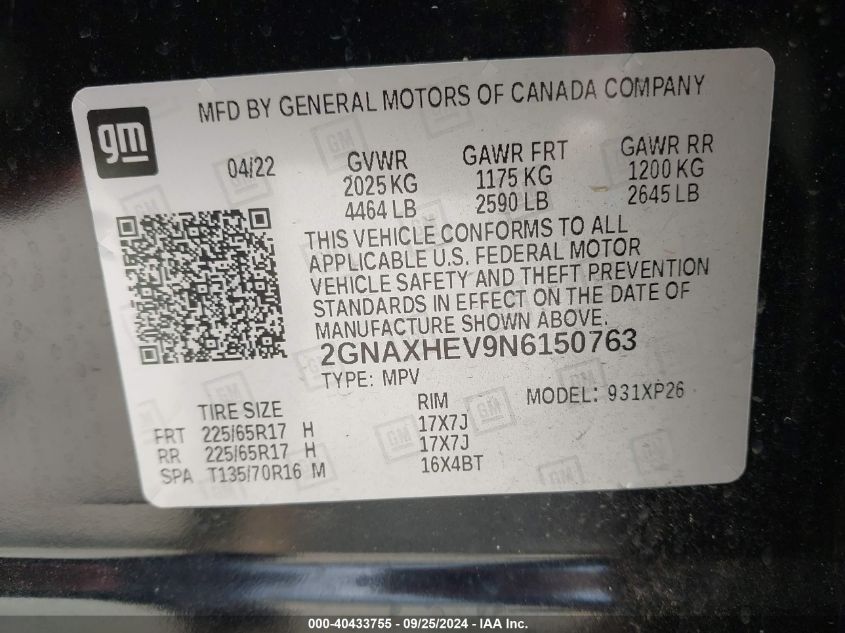 gm
MFD BY GENERAL MOTORS OF CANADA COMPANY
04/22
GVWR GAWR FRT GAWR RR
2025 KG 1175 KG 1200 KG
4464 LB 2590 LB 2645 LB
THIS VEHICLE CONFORMS TO ALL
APPLICABLE U.S. FEDERAL MOTOR
VEHICLE SAFETY AND THEFT PREVENTION
STANDARDS IN EFFECT ON THE DATE OF
MANUFACTURE SHOWN ABOVE.
2GNAXHEV9N6150763
TYPE: MPV
MODEL: 931XP26
TIRE SIZE RIM
FRT 225/65R17 H 17X7J
RR 225/65R17 H 17X7J
SPA T135/70R16 M 16X4BT
000-40433755 - 09/25/2024 - IAA Inc.